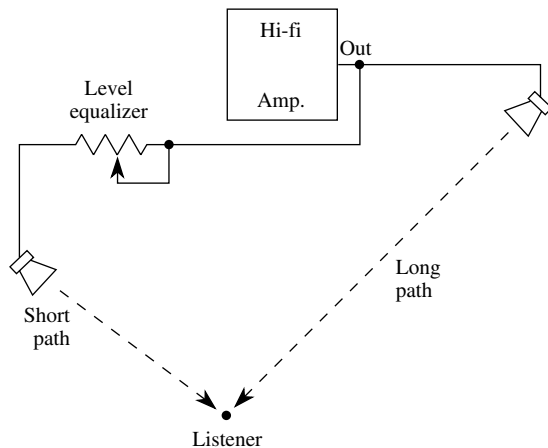 Hi-fi
Out
Amp.
Level
equalizer
Long
path
Short
path
Listener